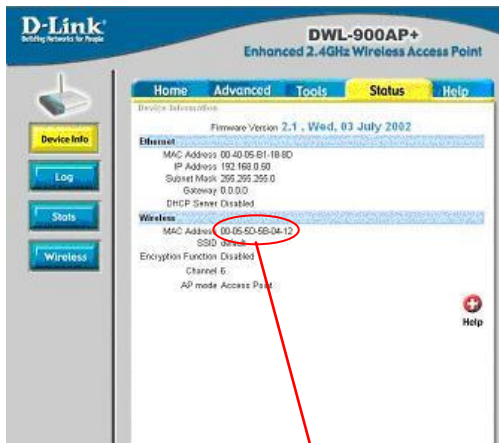 D-Link
Building Networks for People
DWL-900AP+
Enhanced 2.4GHz Wireless Access Point
Home Advanced Tools Status Help
Device Information
Firmware Version 2.1 , Wed, 03 July 2002
Device Info
Log
Stats
Wireless
Ethernet
MAC Address 00-40-05-B1-18-8D
IP Address 192.168.0.50
Subnet Mask 255.255.255.0
Gateway 0.0.0.0
DHCP Server Disabled
Wireless
MAC Address 00-05-5D-5B-04-12
SSID default
Encryption Function Disabled
Channel 6
AP mode Access Point
Help